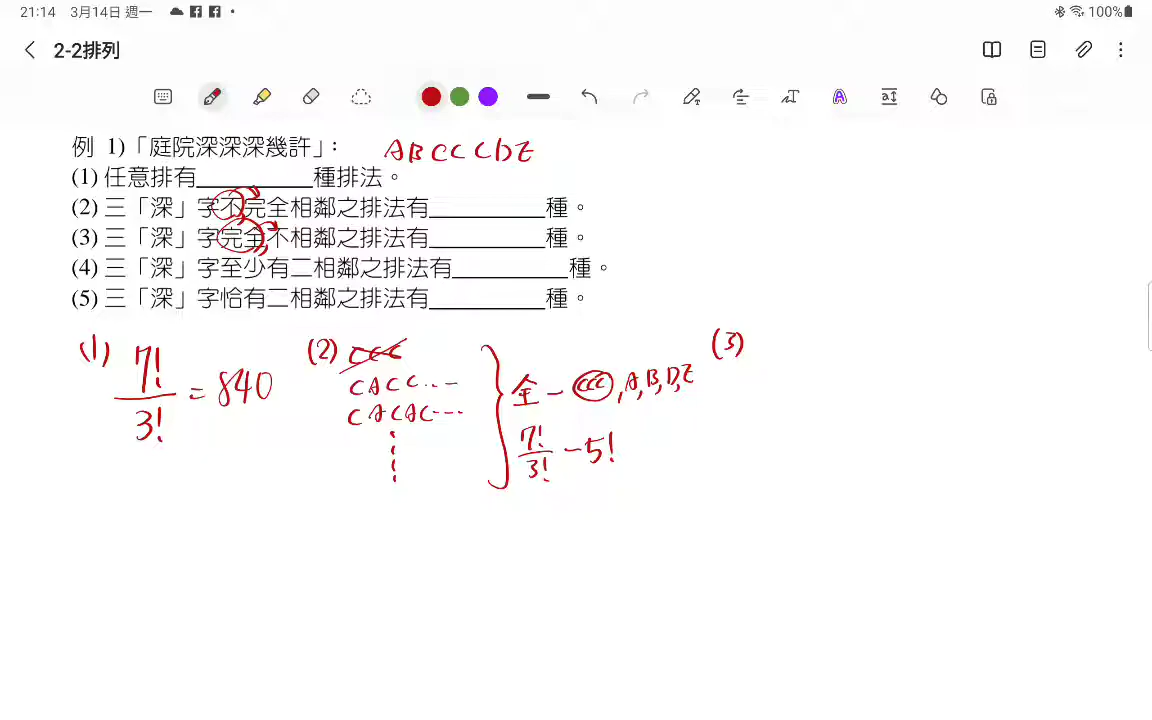 21:14 3月14日 週一 100%
2-2排列
例 1)「庭院深深深幾許」： ABCCCDE
(1) 任意排有__________種排法。
(2) 三「深」字不完全相鄰之排法有__________種。
(3) 三「深」字完全不相鄰之排法有__________種。
(4) 三「深」字至少有二相鄰之排法有__________種。
(5) 三「深」字恰有二相鄰之排法有__________種。
(1) 7!/3! = 840
(2) CCC
CACC...
CACAC...
全 - CCC, A, B, D, E
7!/3! - 5!
(3)